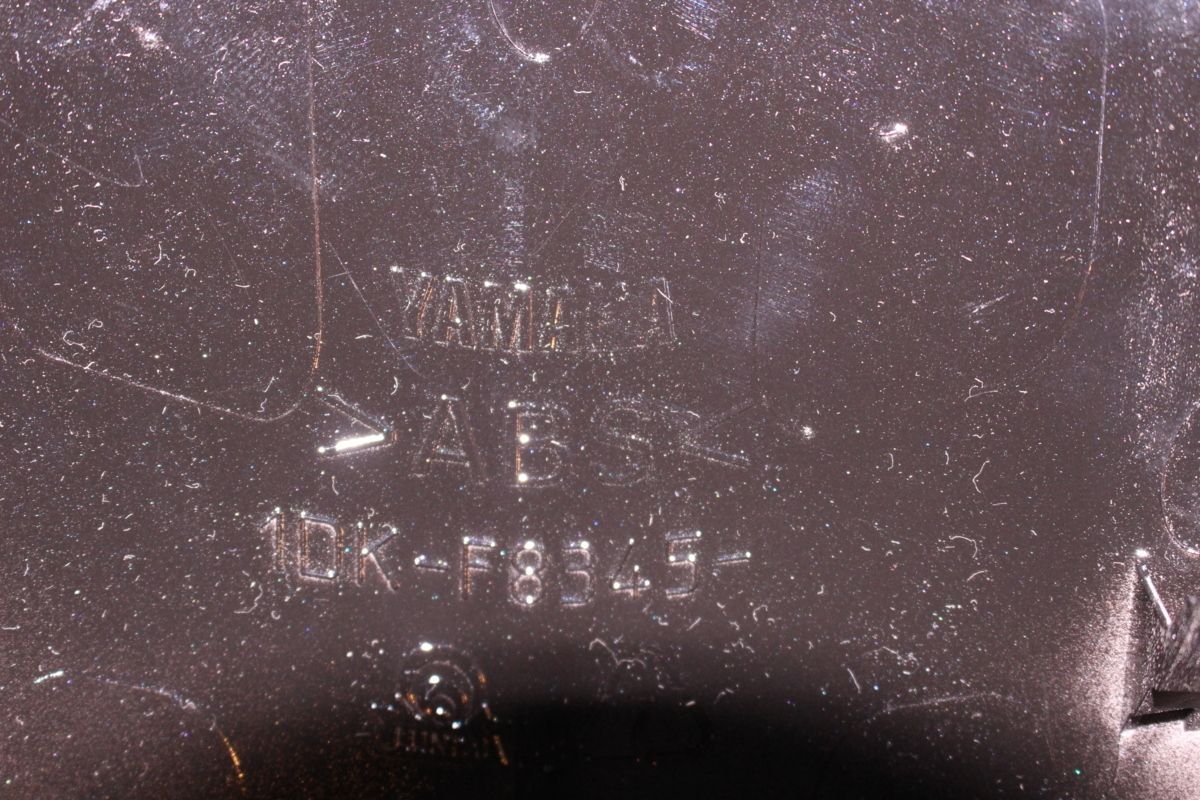 YAMAHA
>ABS<
1DK-F8345-